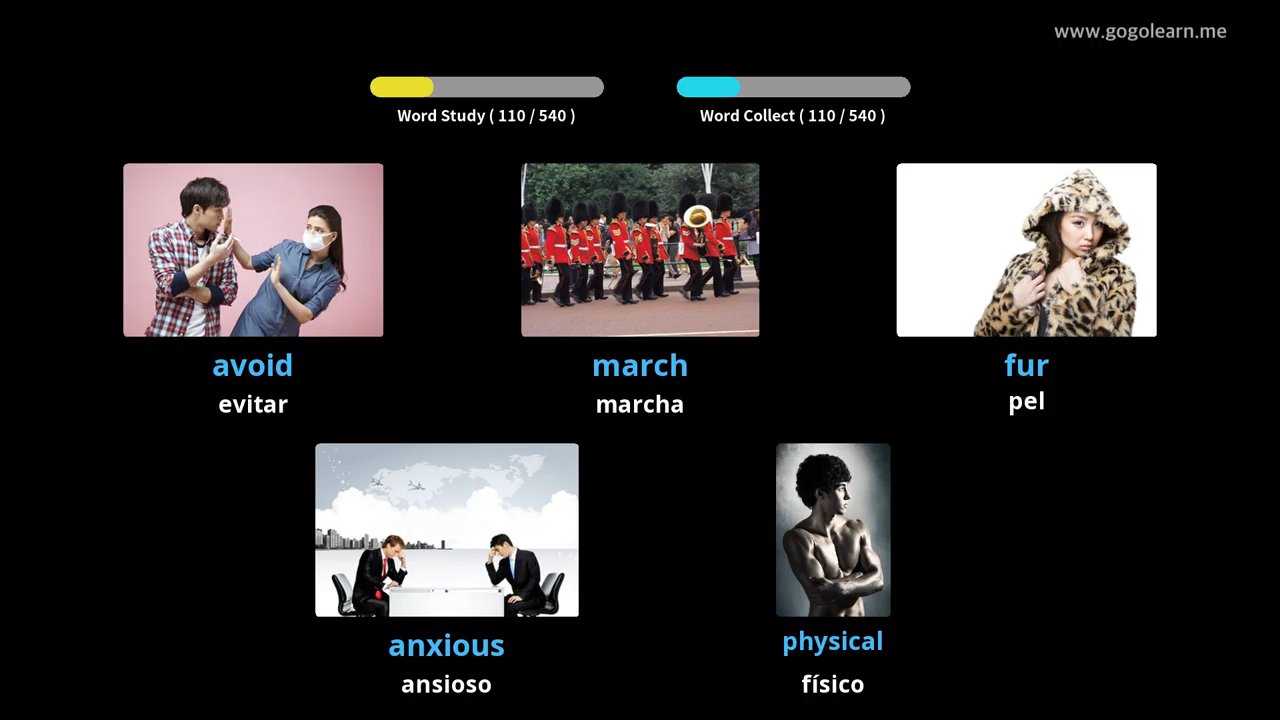 www.gogolearn.me
Word Study ( 110 / 540 )
Word Collect ( 110 / 540 )
avoid
evitar
march
marcha
fur
pel
anxious
ansioso
physical
físico